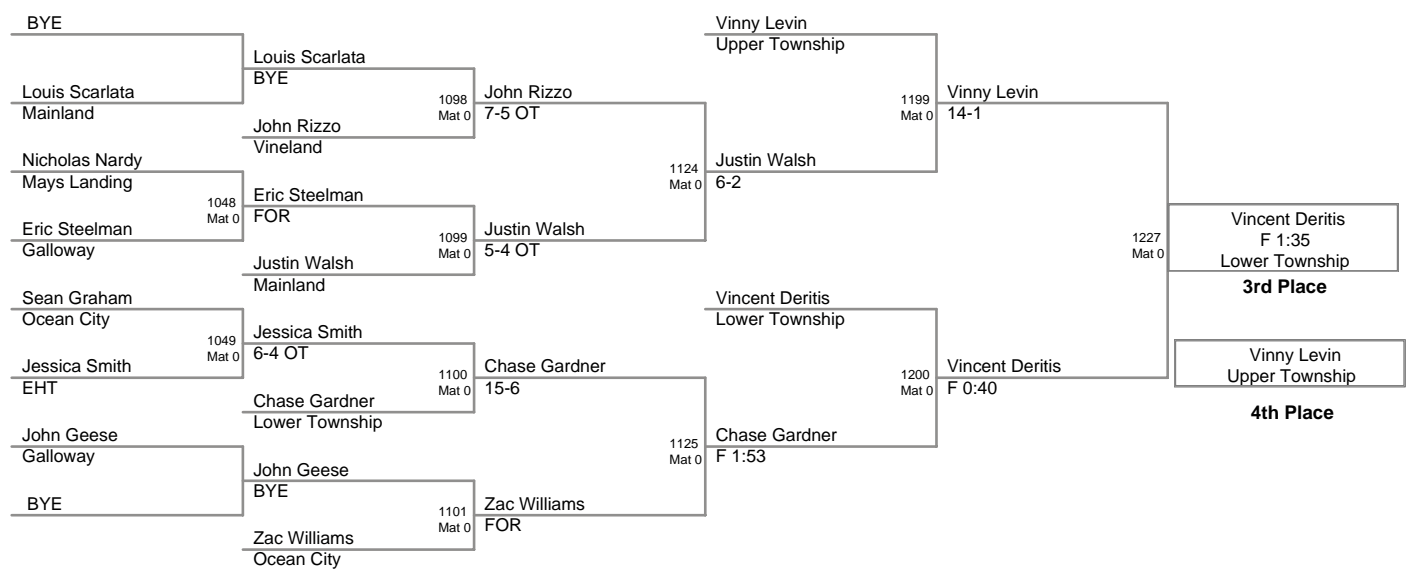 BYE
Louis Scarlata
Mainland
Nicholas Nardy
Mays Landing
1048
Mat 0
Eric Steelman
Galloway
Sean Graham
Ocean City
1049
Mat 0
Jessica Smith
EHT
John Geese
Galloway
BYE
Louis Scarlata
BYE
1098
Mat 0
John Rizzo
Vineland
Eric Steelman
FOR
1099
Mat 0
Justin Walsh
Mainland
Jessica Smith
6-4 OT
1100
Mat 0
Chase Gardner
Lower Township
John Geese
BYE
1101
Mat 0
Zac Williams
Ocean City
John Rizzo
7-5 OT
1124
Mat 0
Justin Walsh
5-4 OT
Chase Gardner
15-6
1125
Mat 0
Zac Williams
FOR
Vinny Levin
Upper Township
1199
Mat 0
Justin Walsh
6-2
Vincent Deritis
Lower Township
1200
Mat 0
Chase Gardner
F 1:53
Vinny Levin
14-1
1227
Mat 0
Vincent Deritis
F 0:40
Vincent Deritis
F 1:35
Lower Township
3rd Place
Vinny Levin
Upper Township
4th Place